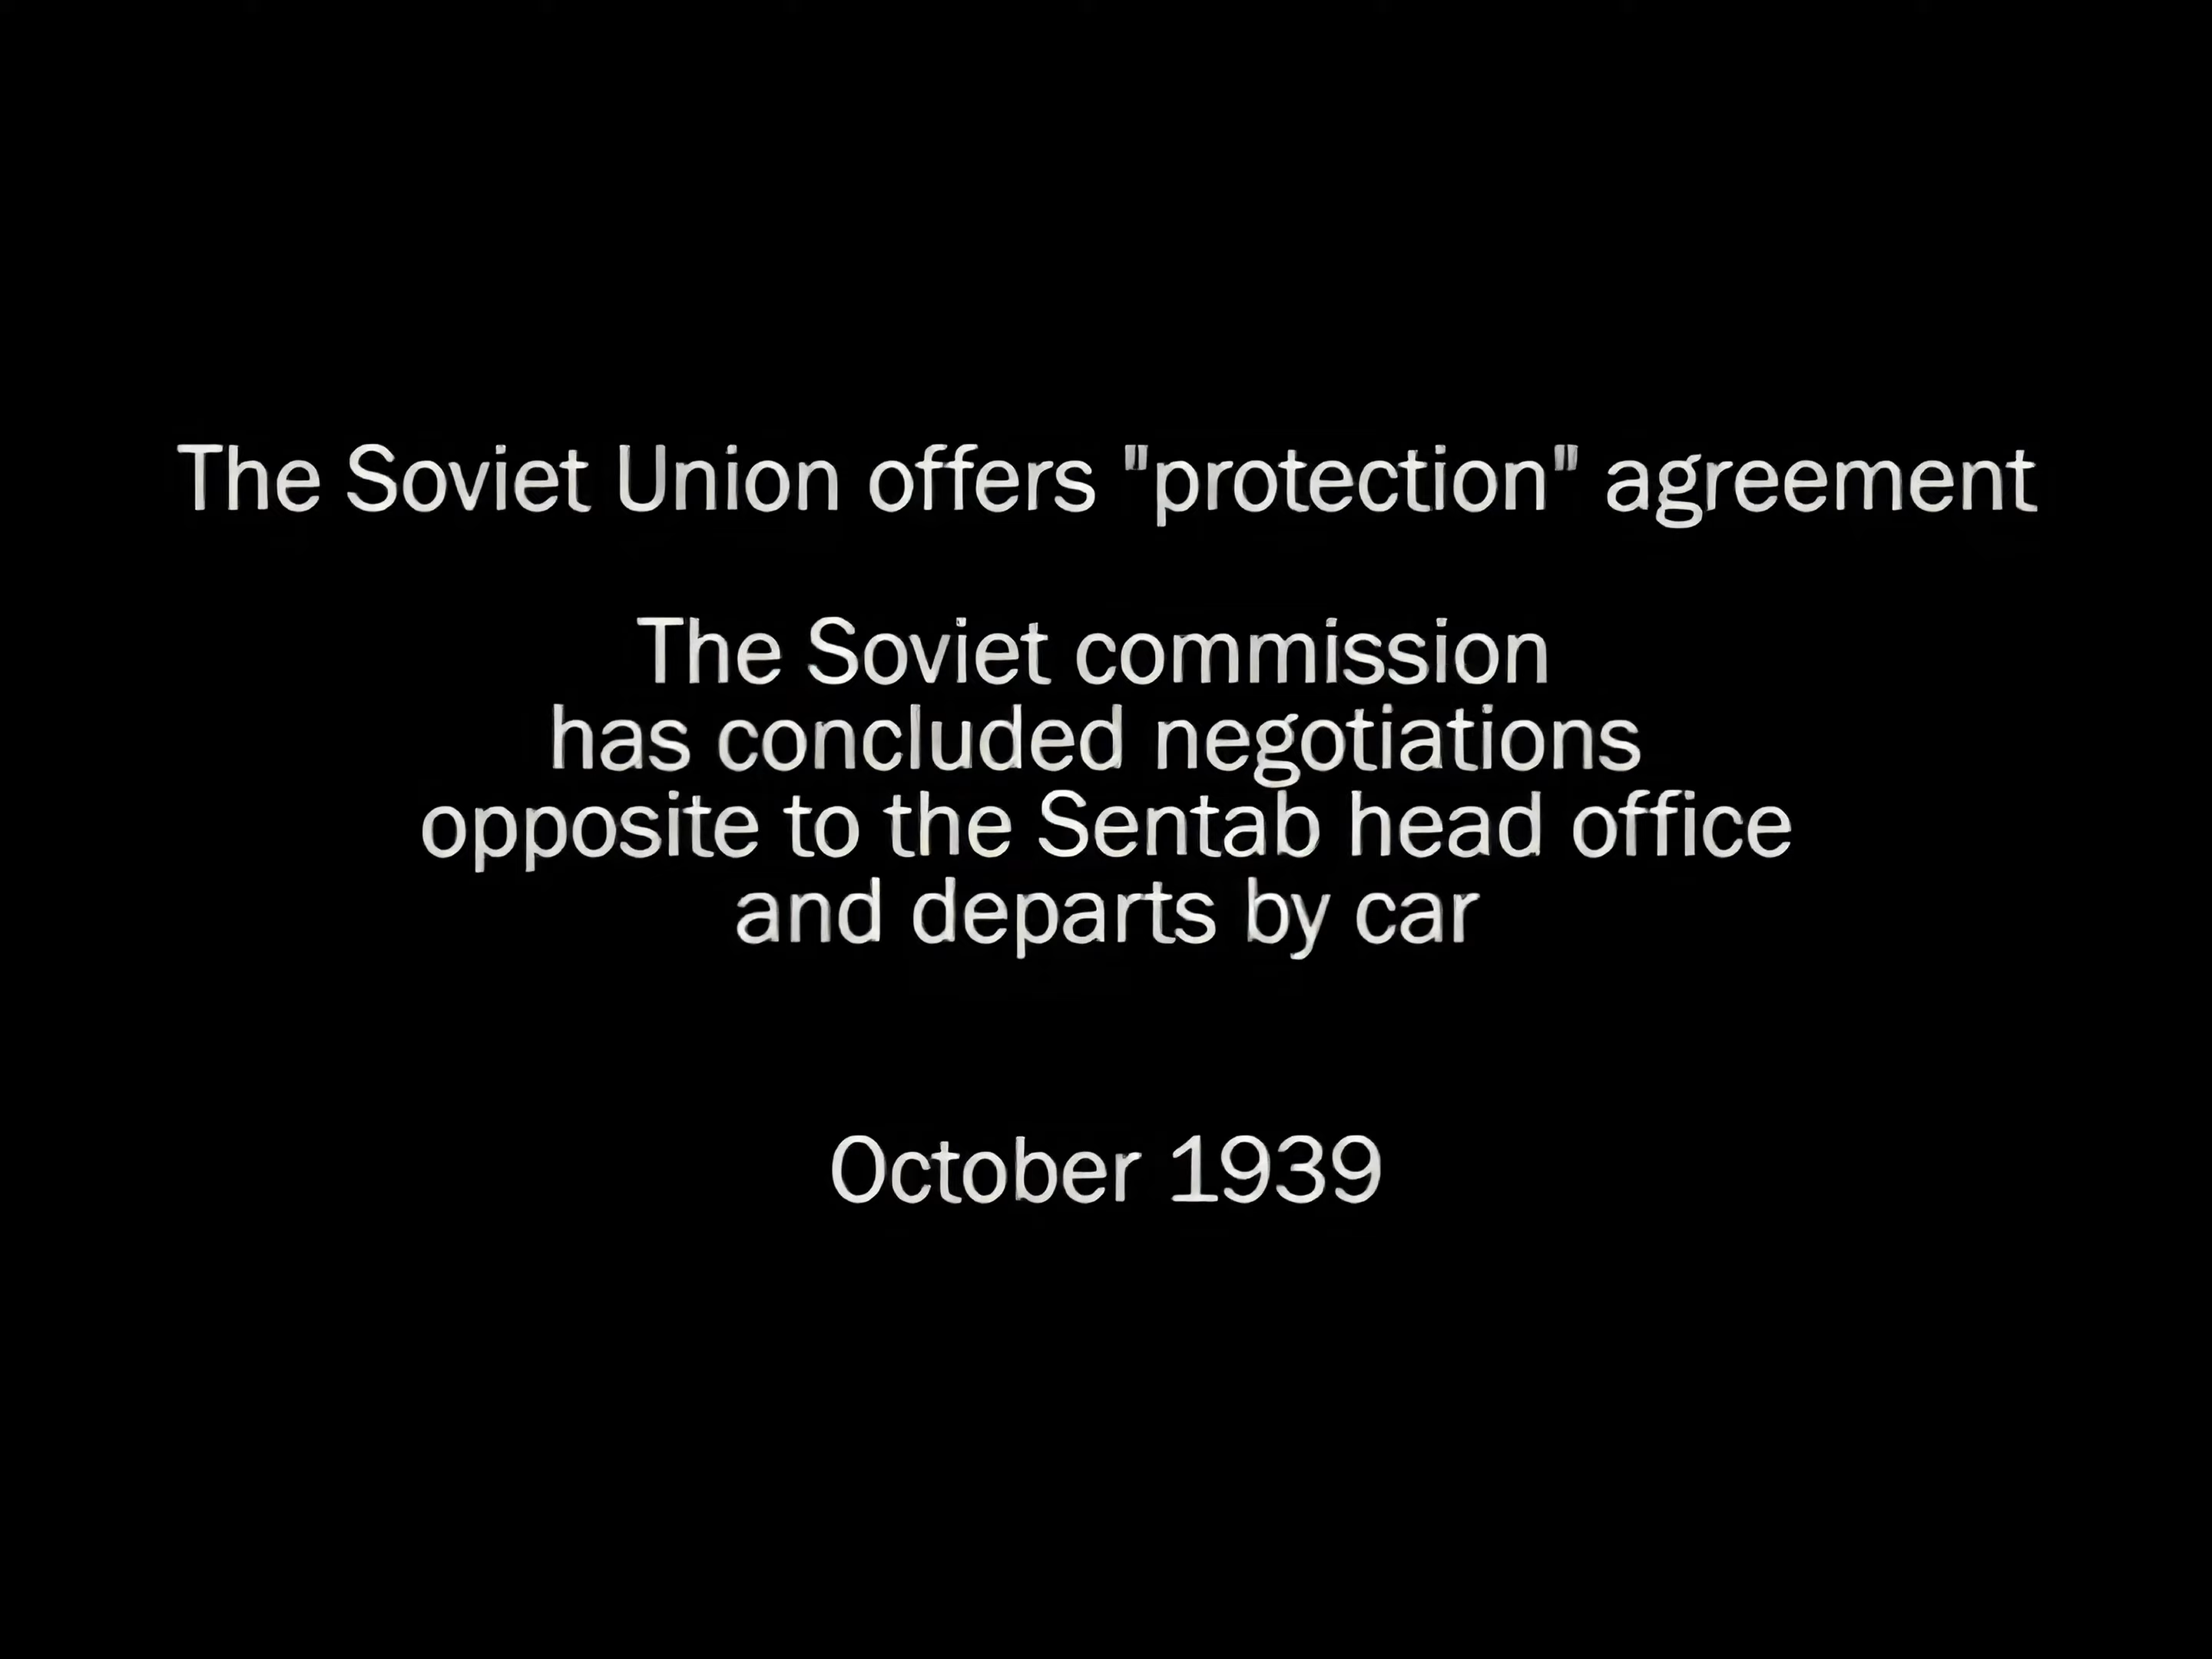 The Soviet Union offers "protection" agreement
The Soviet commission
has concluded negotiations
opposite to the Sentab head office
and departs by car
October 1939